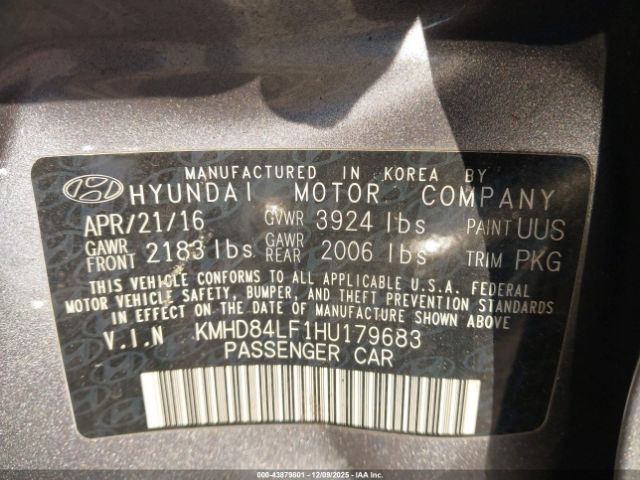 MANUFACTURED IN KOREA BY
HYUNDAI MOTOR COMPANY
APR/21/16 GVWR 3924 lbs PAINT UUS
GAWR FRONT 2183 lbs GAWR REAR 2006 lbs TRIM PKG
THIS VEHICLE CONFORMS TO ALL APPLICABLE U.S.A. FEDERAL
MOTOR VEHICLE SAFETY, BUMPER, AND THEFT PREVENTION STANDARDS
IN EFFECT ON THE DATE OF MANUFACTURE SHOWN ABOVE
V.I.N KMHD84LF1HU179683
PASSENGER CAR
00-43879801 | 12/09/2025 | IAA Inc.